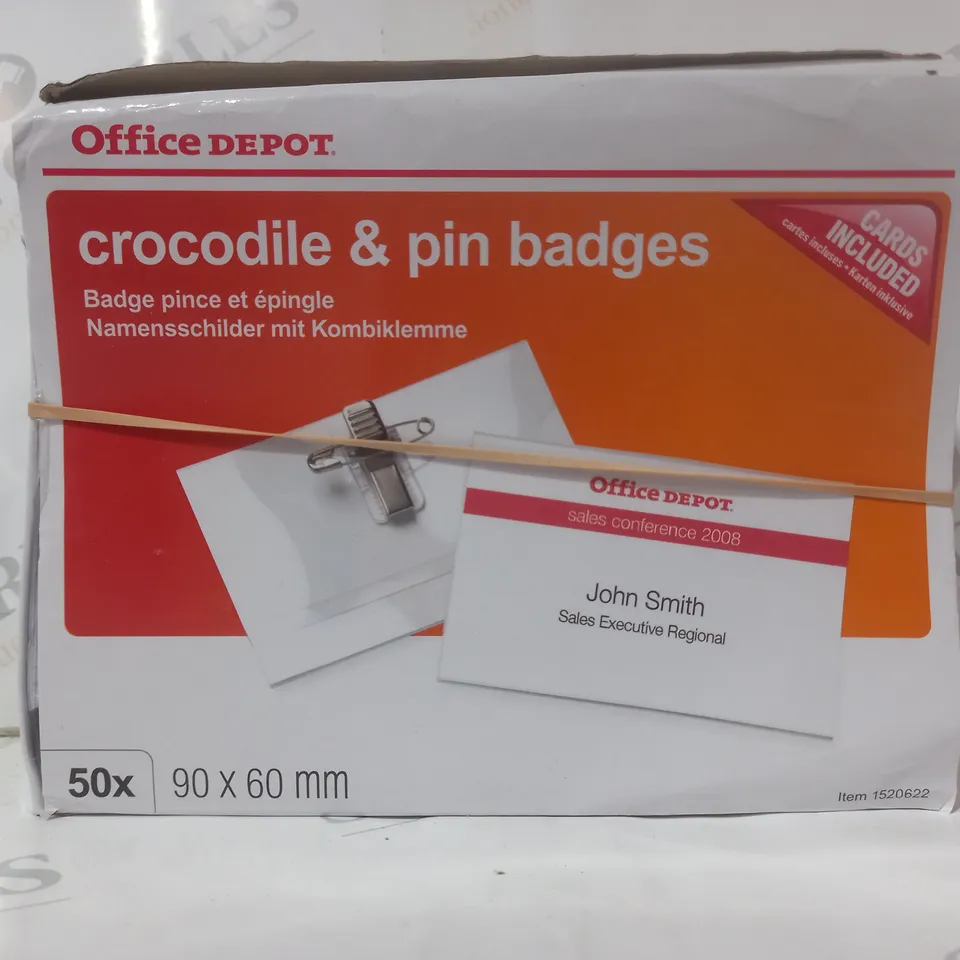 Office DEPOT.
crocodile & pin badges
Badge pince et épingle
Namensschilder mit Kombiklemme
CARDS
INCLUDED
cartes incluses • Karten inklusive
Office DEPOT.
sales conference 2008
John Smith
Sales Executive Regional
50x
90 x 60 mm
Item 1520622